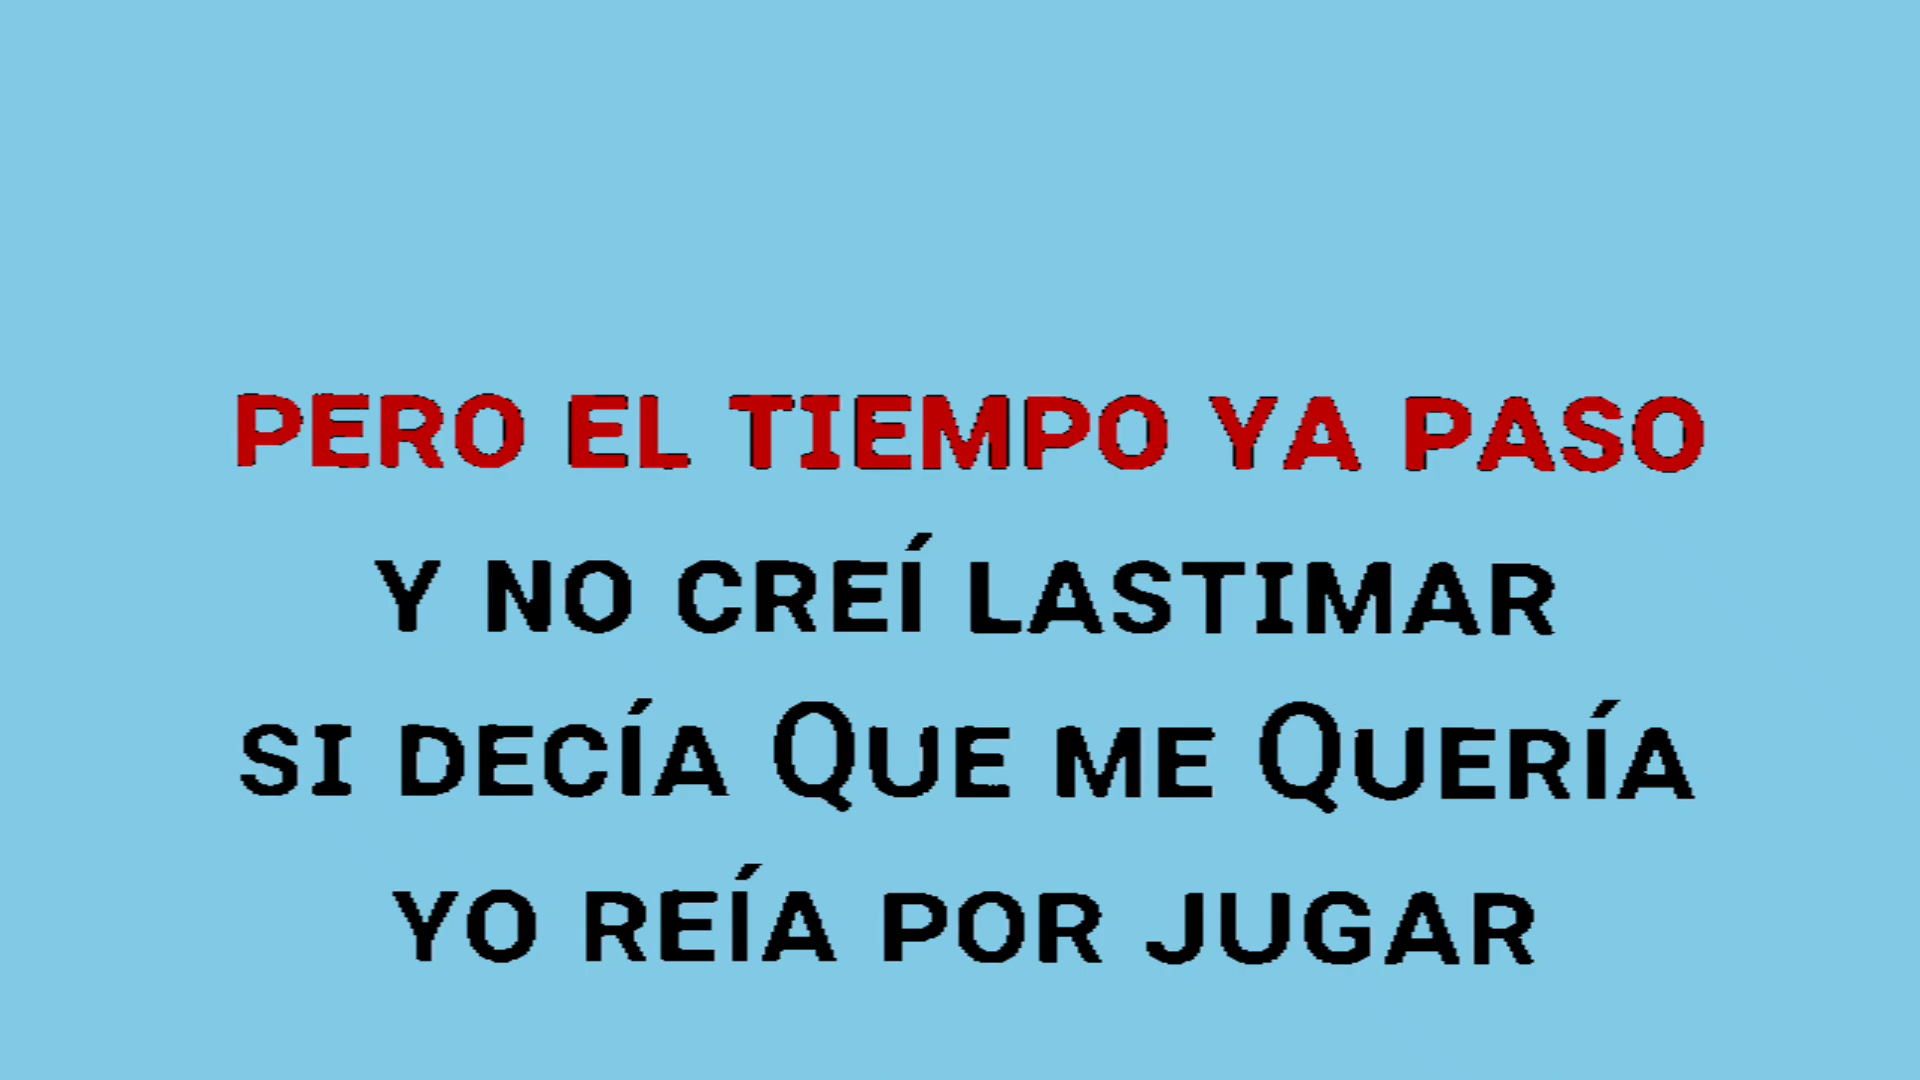 PERO EL TIEMPO YA PASO
Y NO CREÍ LASTIMAR
SI DECÍA QUE ME QUERÍA
YO REÍA POR JUGAR